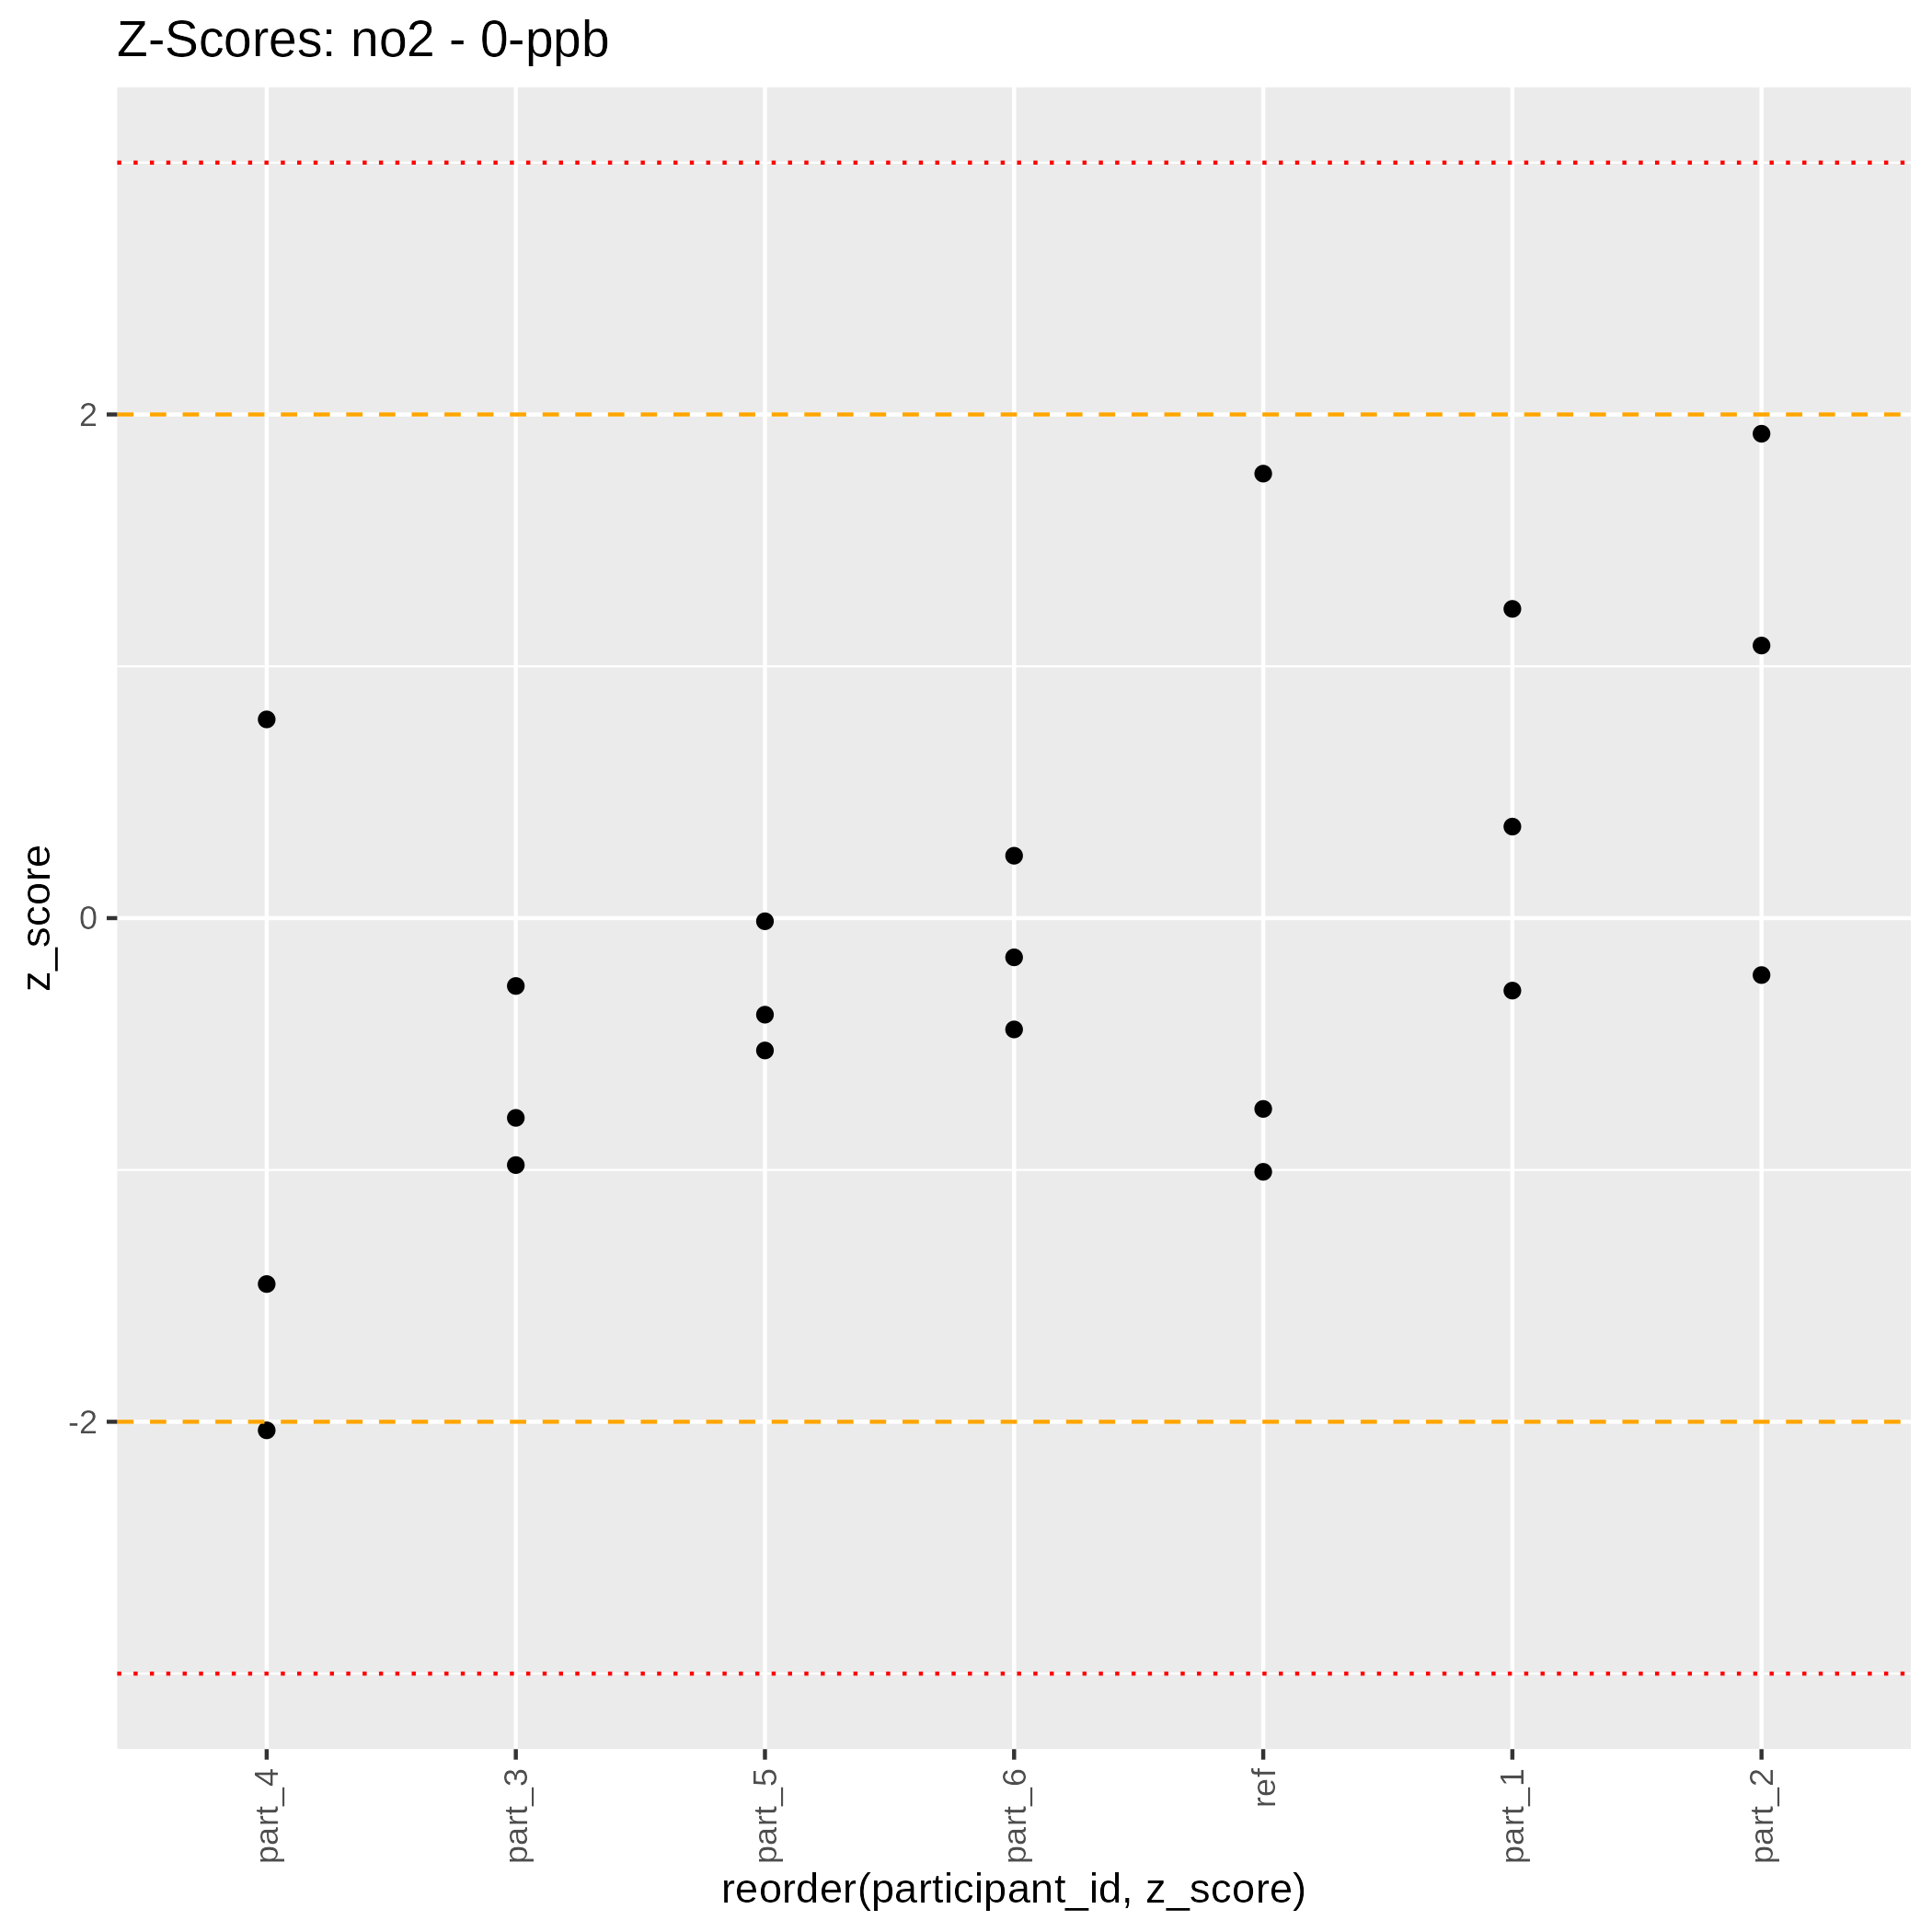 Z-Scores: no2 - 0-ppb
z_score
2
0
-2
part_4
part_3
part_5
part_6
ref
part_1
part_2
reorder(participant_id, z_score)